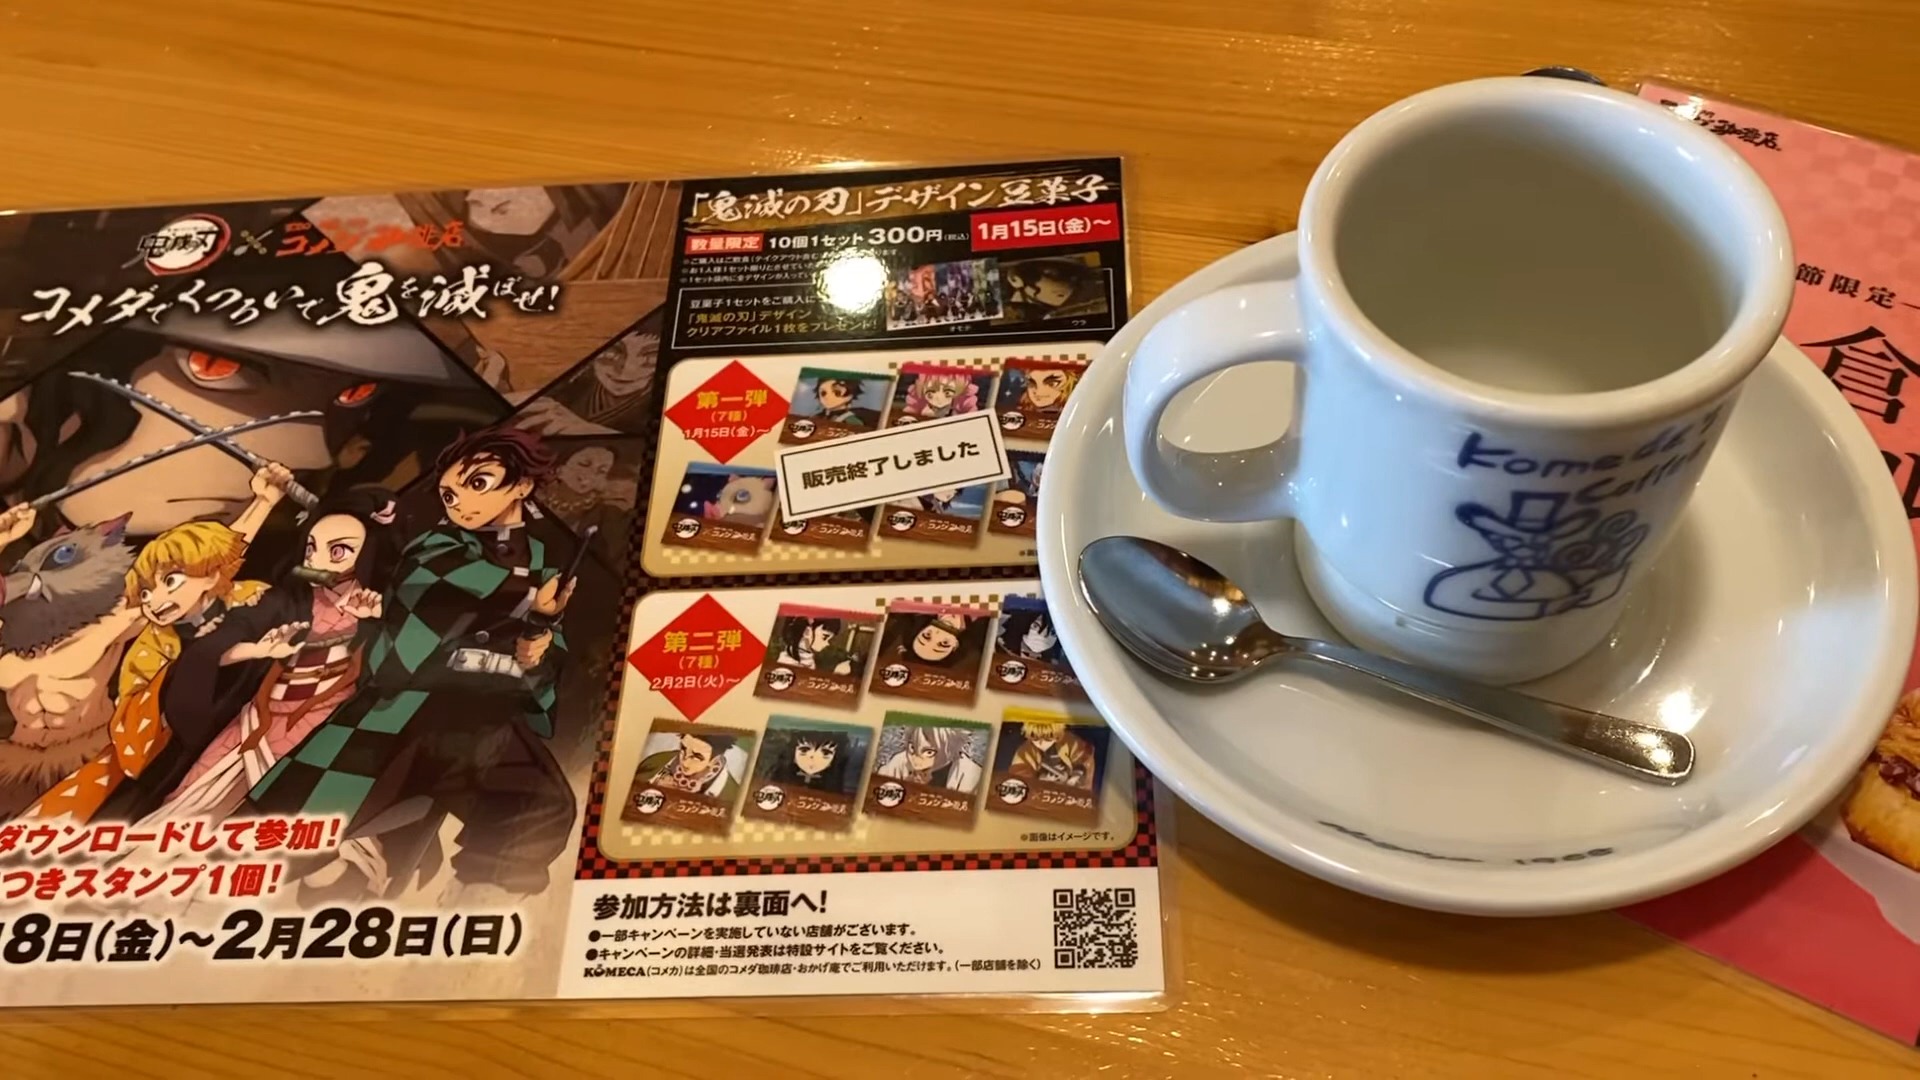 鬼滅の刃 × コメダ珈琲店
コメダでくつろいで鬼を滅ぼせ!
ダウンロードして参加!
つきスタンプ1個!
8日(金)～2月28日(日)
「鬼滅の刃」デザイン豆菓子
数量限定 10個1セット 300円(税込) 1月15日(金)～
豆菓子1セットをご購入に
「鬼滅の刃」デザイン
クリアファイル1枚をプレゼント!
オモテ
ウラ
第一弾
(7種)
1月15日(金)～
販売終了しました
第二弾
(7種)
2月2日(火)～
※画像はイメージです。
参加方法は裏面へ!
●一部キャンペーンを実施していない店舗がございます。
●キャンペーンの詳細・当選発表は特設サイトをご覧ください。
KOMECA(コメカ)は全国のコメダ珈琲店・おかげ庵でご利用いただけます。(一部店舗を除く)
Komeda's
Coffee
珈琲店
節限定
倉